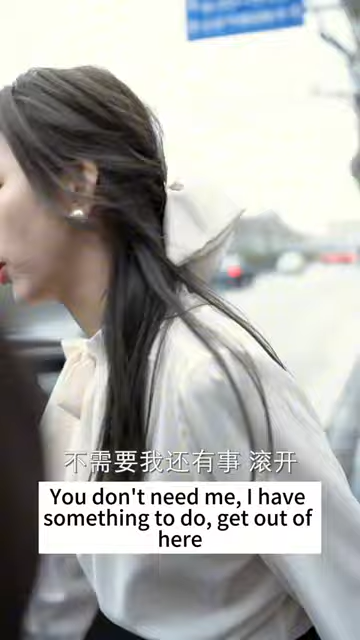 不需要我还有事 滚开
You don't need me, I have
something to do, get out of
here